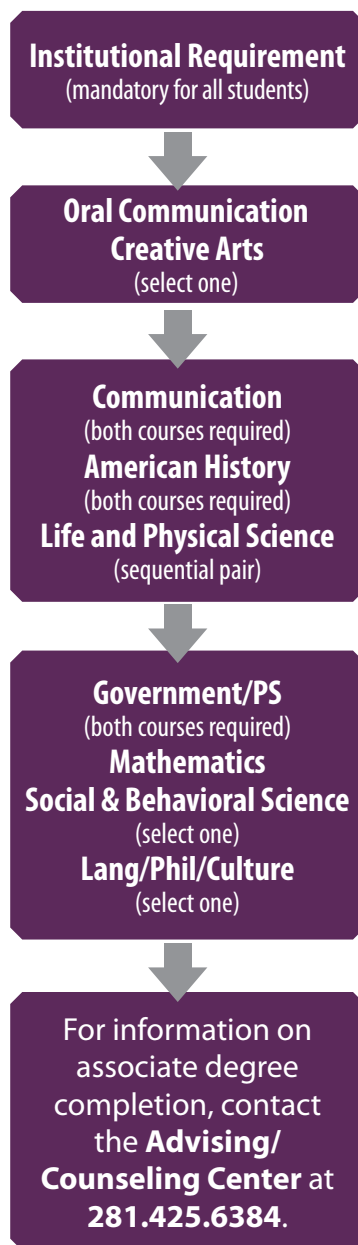 Institutional Requirement
(mandatory for all students)
Oral Communication
Creative Arts
(select one)
Communication
(both courses required)
American History
(both courses required)
Life and Physical Science
(sequential pair)
Government/PS
(both courses required)
Mathematics
Social & Behavioral Science
(select one)
Lang/Phil/Culture
(select one)
For information on
associate degree
completion, contact
the Advising/
Counseling Center at
281.425.6384.